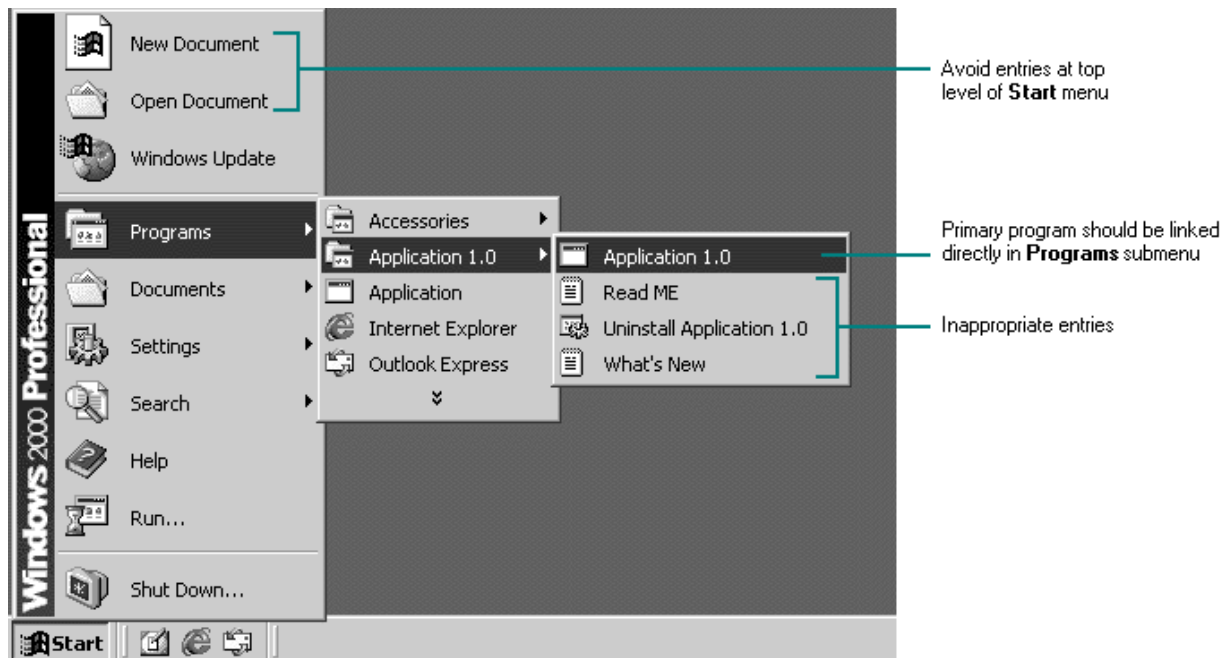 New Document
Open Document
Windows Update
Programs
Documents
Settings
Search
Help
Run...
Shut Down...
Windows 2000 Professional
Accessories
Application 1.0
Application
Internet Explorer
Outlook Express
Application 1.0
Read ME
Uninstall Application 1.0
What's New
Start
Avoid entries at top
level of Start menu
Primary program should be linked
directly in Programs submenu
Inappropriate entries